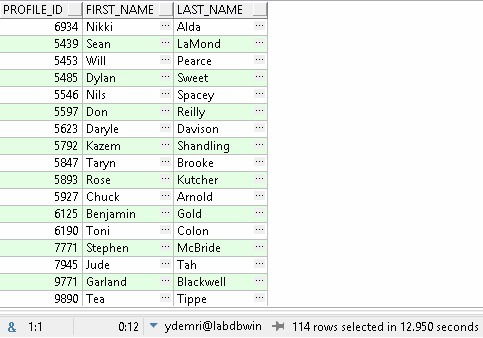 PROFILE_ID FIRST_NAME LAST_NAME
6934 Nikki ... Alda ...
5439 Sean ... LaMond ...
5453 Will ... Pearce ...
5485 Dylan ... Sweet ...
5546 Nils ... Spacey ...
5597 Don ... Reilly ...
5623 Daryle ... Davison ...
5792 Kazem ... Shandling ...
5847 Taryn ... Brooke ...
5893 Rose ... Kutcher ...
5927 Chuck ... Arnold ...
6125 Benjamin ... Gold ...
6190 Toni ... Colon ...
7771 Stephen ... McBride ...
7945 Jude ... Tah ...
9771 Garland ... Blackwell ...
9890 Tea ... Tippe ...
& 1:1 0:12 ydemri@labdbwin 114 rows selected in 12.950 seconds